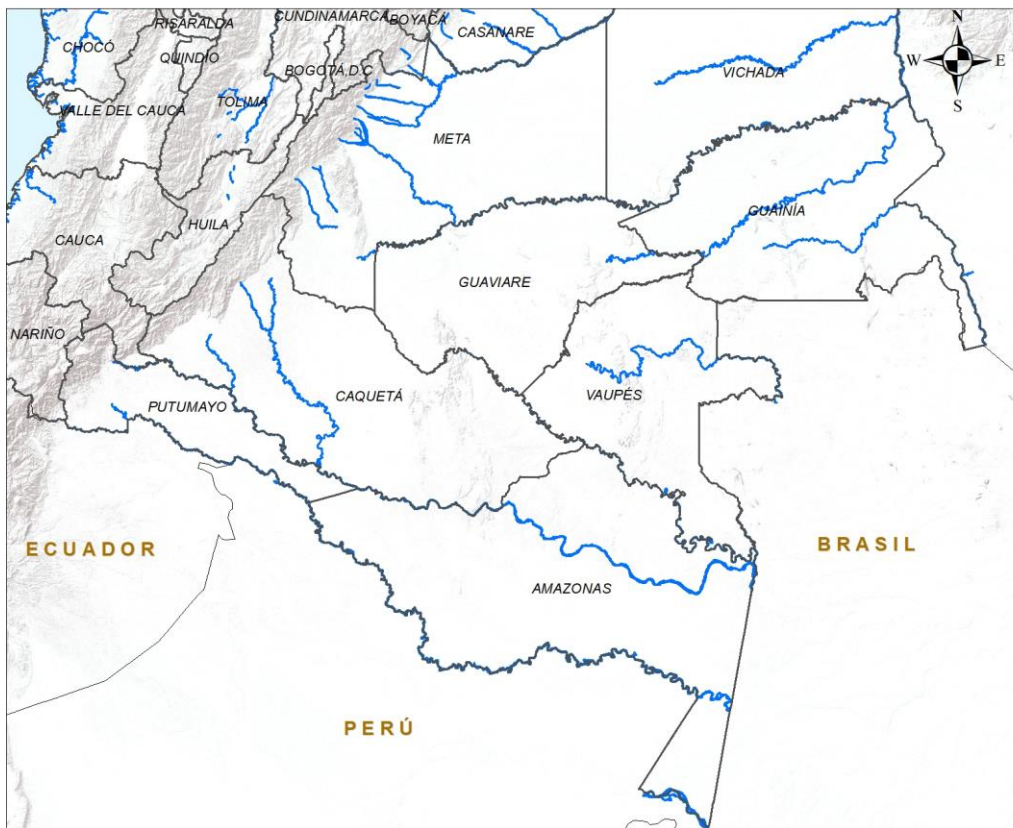 CUNDINAMARCA
BOYACÁ
RISARALDA
N
CASANARE
CHOCÓ
QUINDIO
W
E
BOGOTÁ,D.C
VICHADA
TOLIMA
S
VALLE DEL CAUCA
META
GUAINÍA
HUILA
CAUCA
GUAVIARE
NARIÑO
CAQUETÁ
VAUPÉS
PUTUMAYO
ECUADOR
BRASIL
AMAZONAS
PERÚ